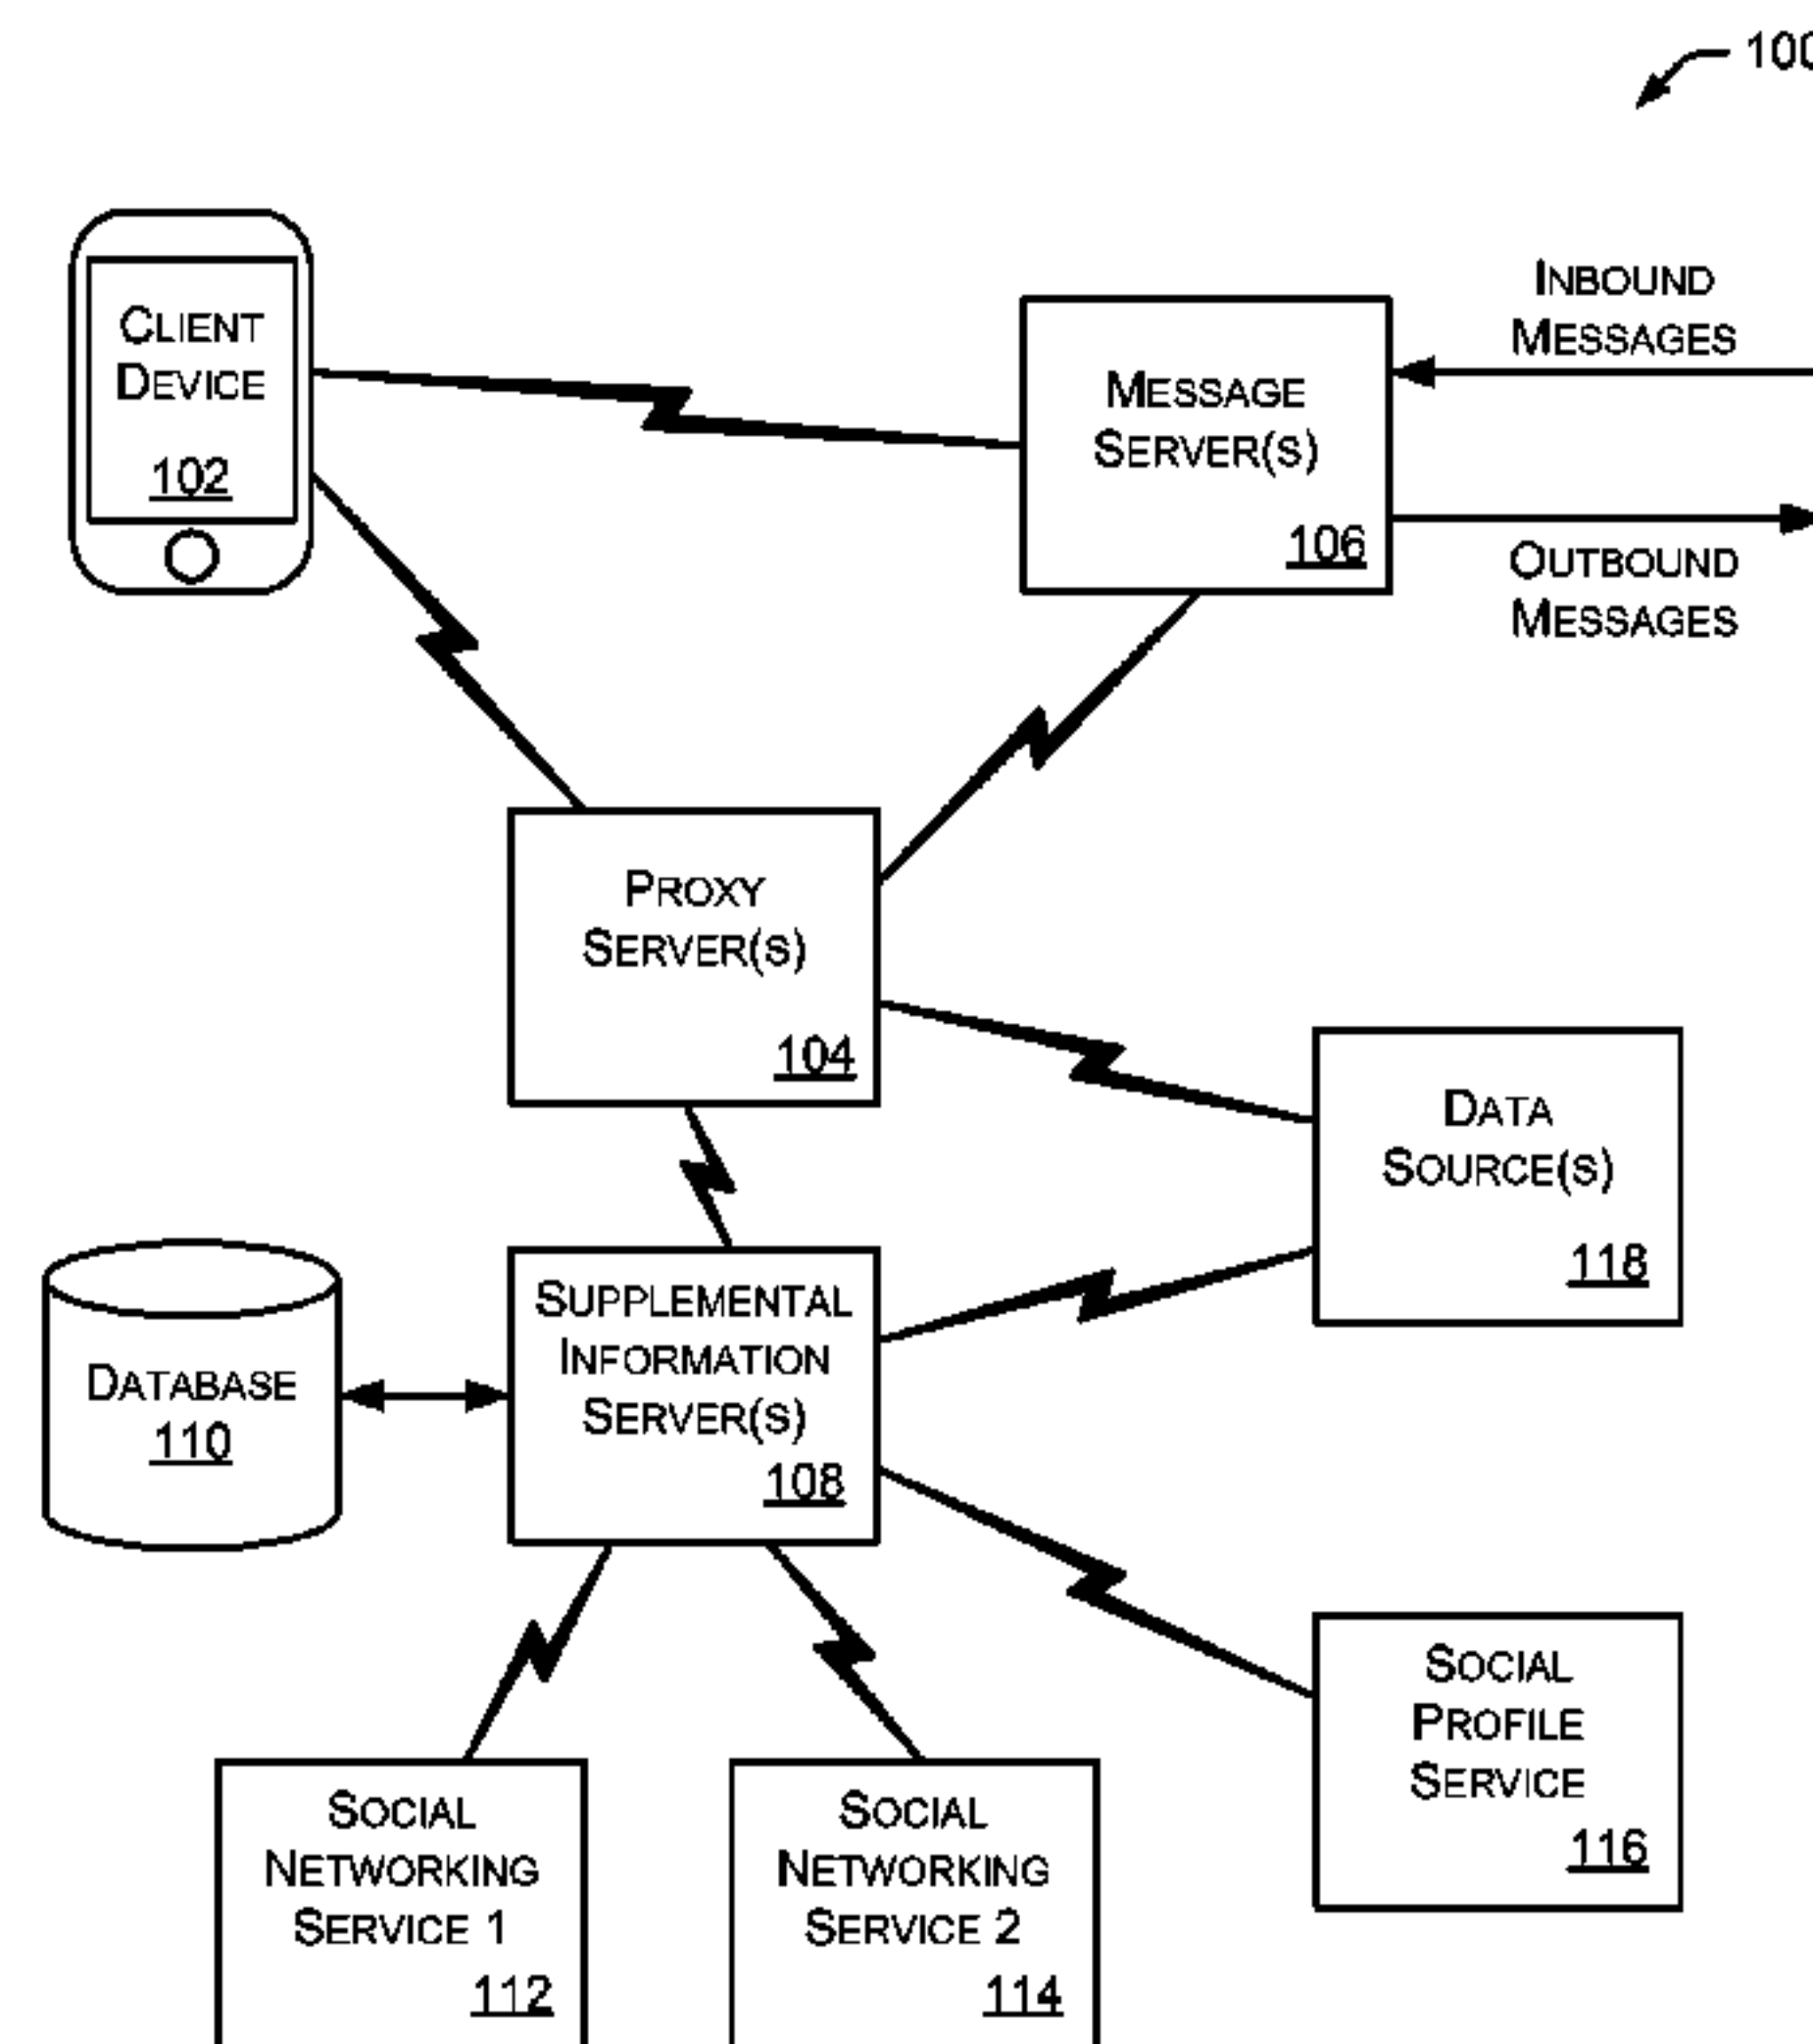 100
CLIENT
DEVICE
102
MESSAGE
SERVER(S)
106
INBOUND
MESSAGES
OUTBOUND
MESSAGES
PROXY
SERVER(S)
104
DATA
SOURCE(S)
118
DATABASE
110
SUPPLEMENTAL
INFORMATION
SERVER(S)
108
SOCIAL
PROFILE
SERVICE
116
SOCIAL
NETWORKING
SERVICE 1
112
SOCIAL
NETWORKING
SERVICE 2
114